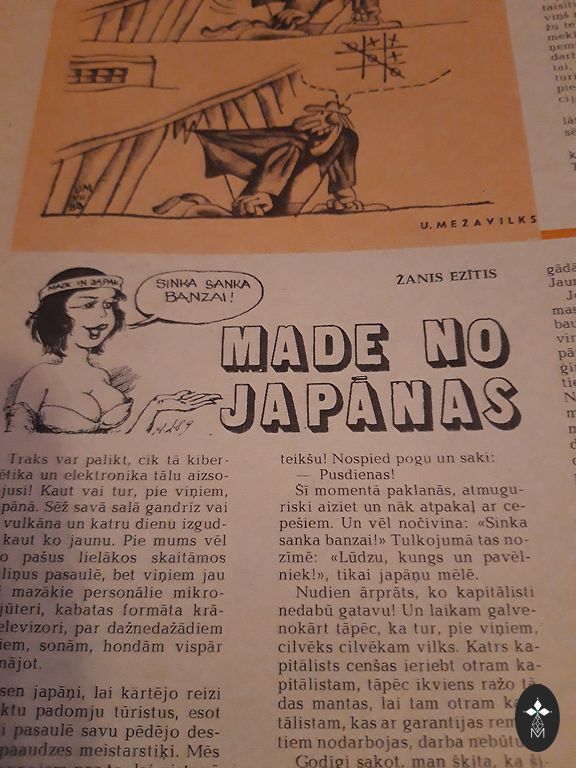 U. MEŽAVILKS
MADE IN JAPAN
SINKA SANKA
BANZAI!
ŽANIS EZĪTIS
MADE NO
JAPĀNAS
Traks var palikt, cik tā kiber-
ētika un elektronika tālu aizso-
jusi! Kaut vai tur, pie viņiem,
pānā. Sēž savā salā gandrīz vai
vulkāna un katru dienu izgud-
kaut ko jaunu. Pie mums vēl
o pašus lielākos skaitāmos
liņus pasaulē, bet viņiem jau
i mazākie personālie mikro-
jūteri, kabatas formāta krā-
elevizori, par dažnedažādiem
iem, sonām, hondām vispār
nājot.
sen japāņi, lai kārtējo reizi
ktu padomju tūristus, esot
i pasaulē savu pēdējo des-
paaudzes meistarstiķi. Mēs
teikšu! Nospied pogu un saki:
— Pusdienas!
Šī momentā paklanās, atmugu-
riski aiziet un nāk atpakaļ ar ce-
pešiem. Un vēl nočivina: «Sinka
sanka banzai!» Tulkojumā tas no-
zīmē: «Lūdzu, kungs un pavēl-
niek!», tikai japāņu mēlē.
Nudien ārprāts, ko kapitālisti
nedabū gatavu! Un laikam galve-
nokārt tāpēc, ka tur, pie viņiem,
cilvēks cilvēkam vilks. Katrs ka-
pitālists cenšas ieriebt otram ka-
pitālistam, tāpēc ikviens ražo tā-
das mantas, lai tam otram ka-
tālistam, kas ar garantijas rem
tiem nodarbojas, darba nebūtu
Godīgi sakot, man šķita, ka ši-